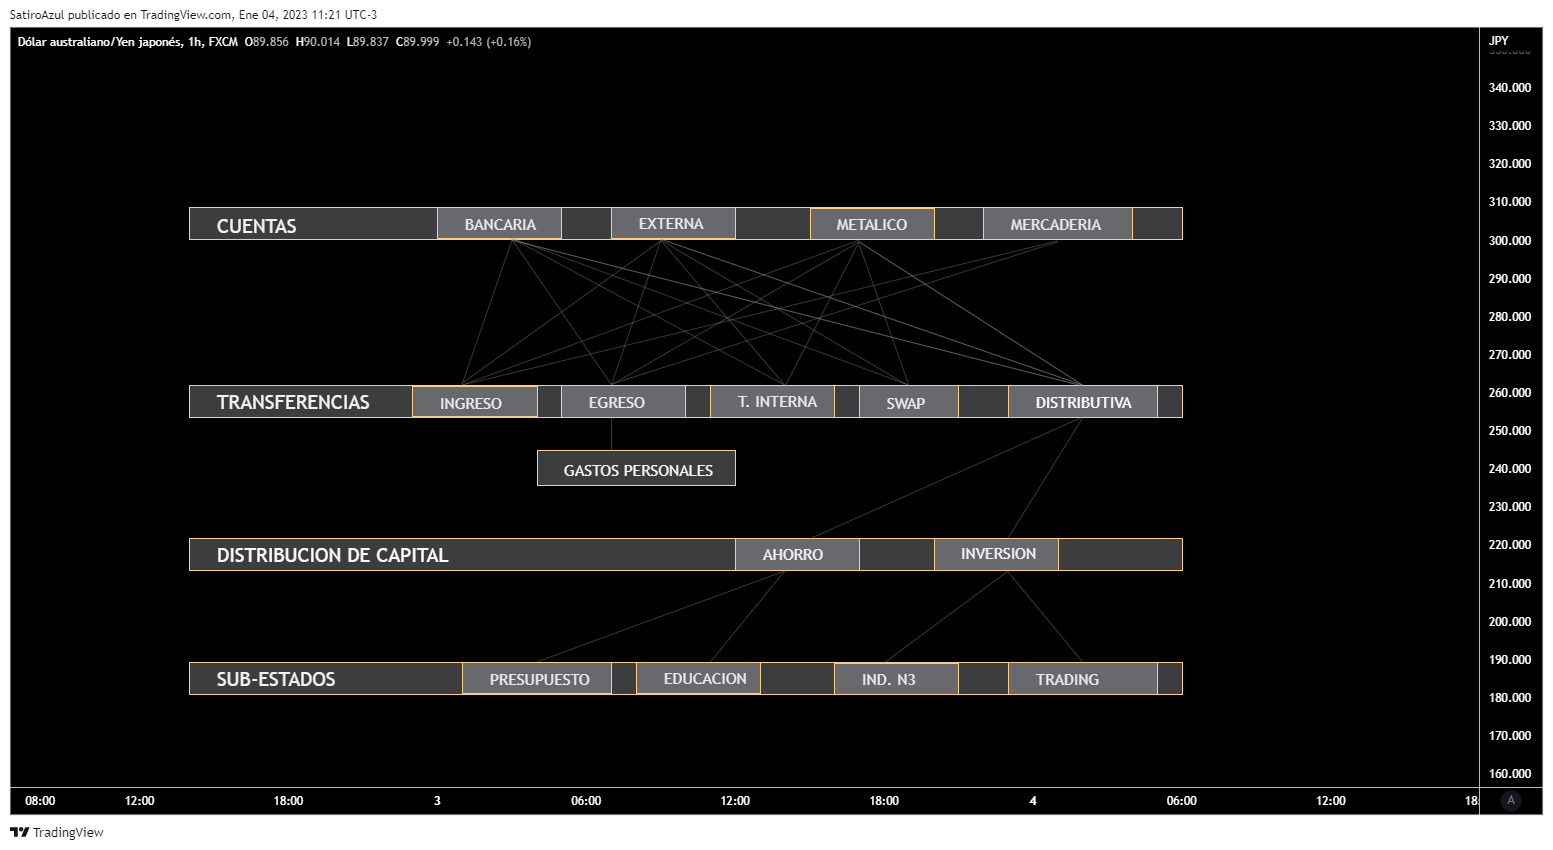 SatiroAzul publicado en TradingView.com, Ene 04, 2023 11:21 UTC-3
Dólar australiano/Yen japonés, 1h, FXCM O89.856 H90.014 L89.837 C89.999 +0.143 (+0.16%)
JPY
340.000
330.000
320.000
310.000
300.000
290.000
280.000
270.000
260.000
250.000
240.000
230.000
220.000
210.000
200.000
190.000
180.000
170.000
160.000
CUENTAS BANCARIA EXTERNA METALICO MERCADERIA
TRANSFERENCIAS INGRESO EGRESO T. INTERNA SWAP DISTRIBUTIVA
GASTOS PERSONALES
DISTRIBUCION DE CAPITAL AHORRO INVERSION
SUB-ESTADOS PRESUPUESTO EDUCACION IND. N3 TRADING
08:00 12:00 18:00 3 06:00 12:00 18:00 4 06:00 12:00 18: A
TradingView